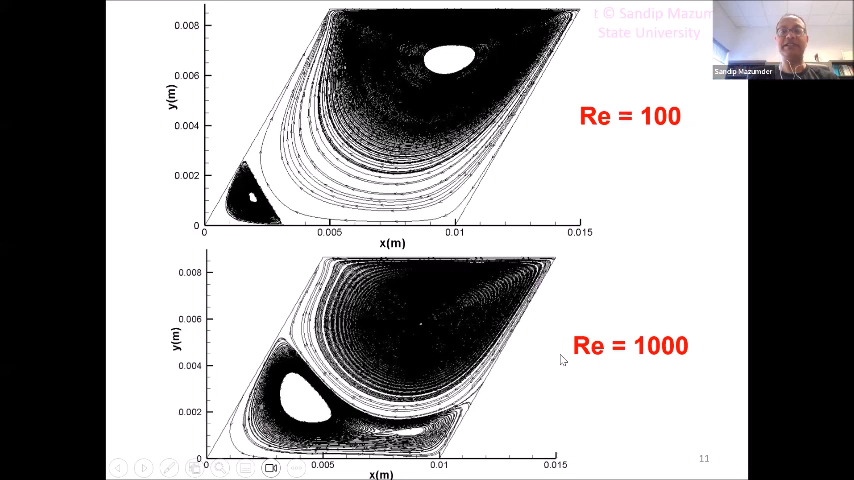 t © Sandip Mazum
State University
Sandip Mazumder
0.008
0.006
0.004
0.002
0
y(m)
Re = 100
0
0.005
0.01
0.015
x(m)
0.008
0.006
0.004
0.002
0
y(m)
Re = 1000
0
0.005
0.01
0.015
x(m)
11